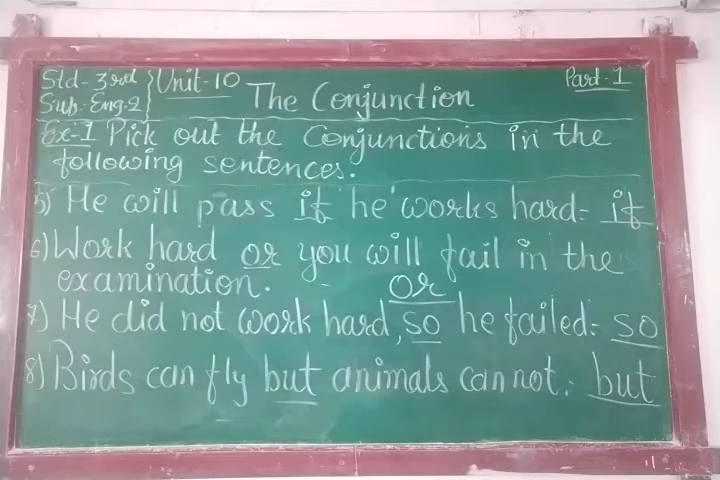 Std - 3rd } Unit - 10 Part - 1
Sub - Eng - 2
The Conjunction
Ex-1 Pick out the Conjunctions in the
following sentences.
5) He will pass if he works hard - if
6) Work hard or you will fail in the
examination. - or
7) He did not work hard, so he failed - so
8) Birds can fly but animals can not. - but